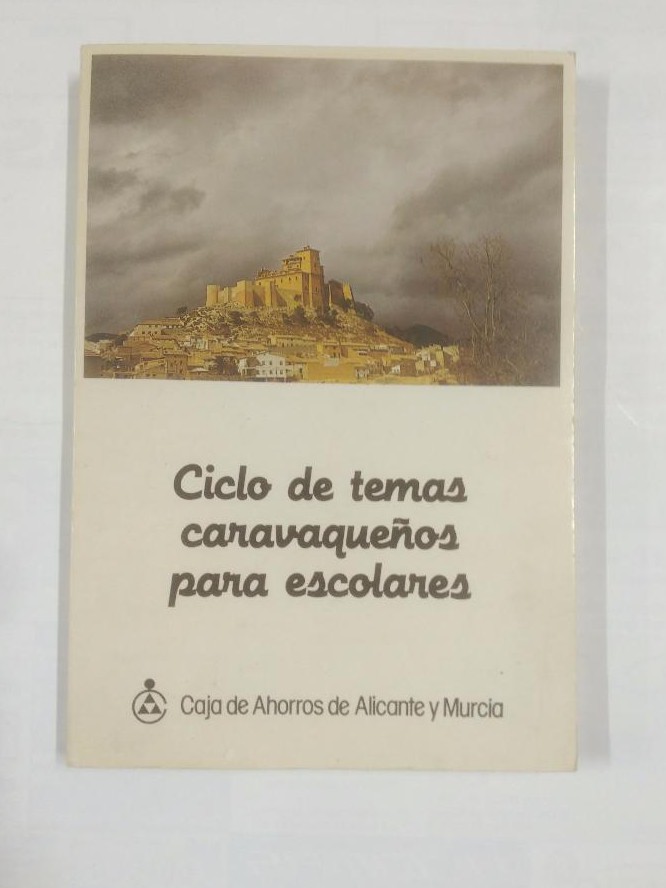 Ciclo de temas
caravaqueños
para escolares
Caja de Ahorros de Alicante y Murcia